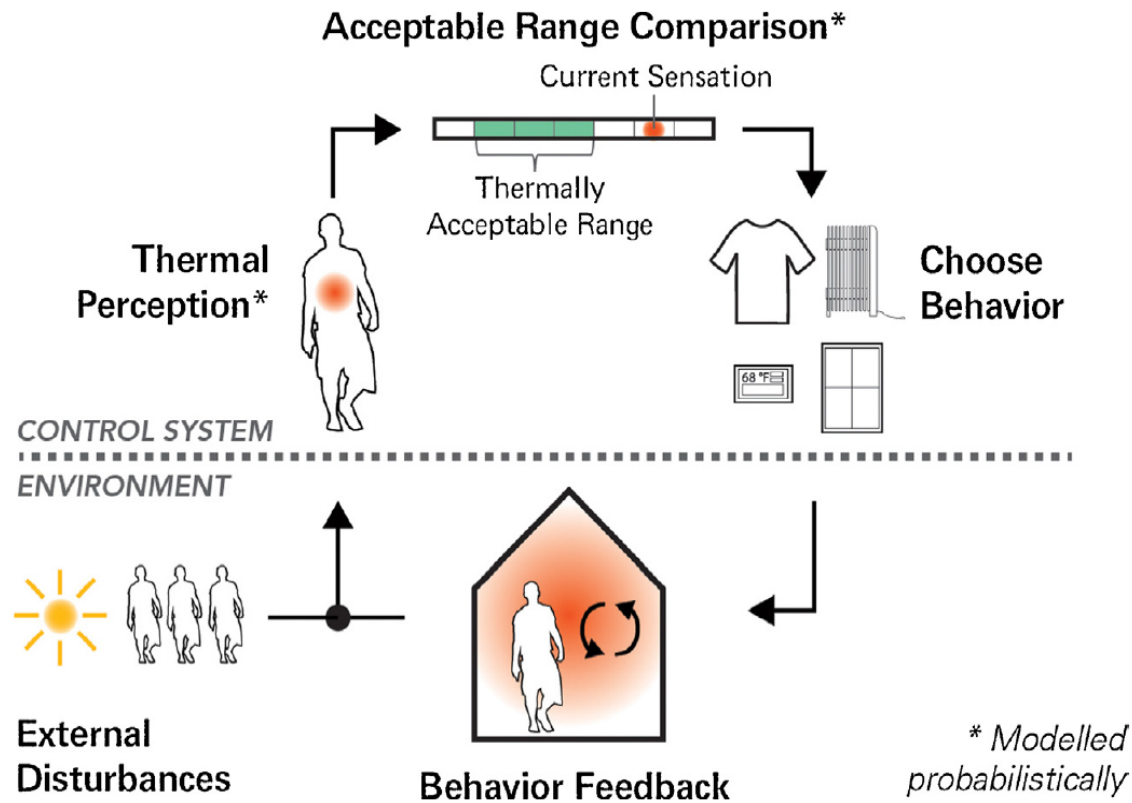 Acceptable Range Comparison*
Current Sensation
Thermally
Acceptable Range
Thermal
Perception*
Choose
Behavior
68 °F
CONTROL SYSTEM
ENVIRONMENT
External
Disturbances
Behavior Feedback
* Modelled
probabilistically